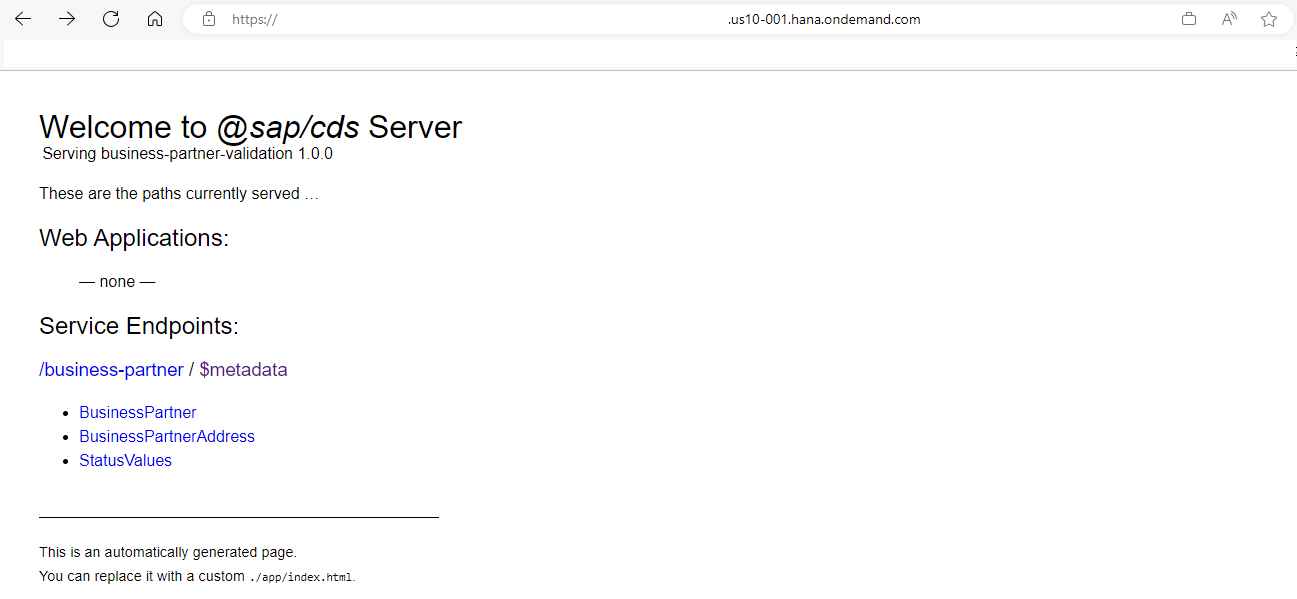 https:// .us10-001.hana.ondemand.com
Welcome to @sap/cds Server
Serving business-partner-validation 1.0.0
These are the paths currently served …
Web Applications:
— none —
Service Endpoints:
/business-partner / $metadata
BusinessPartner
BusinessPartnerAddress
StatusValues
This is an automatically generated page.
You can replace it with a custom ./app/index.html.